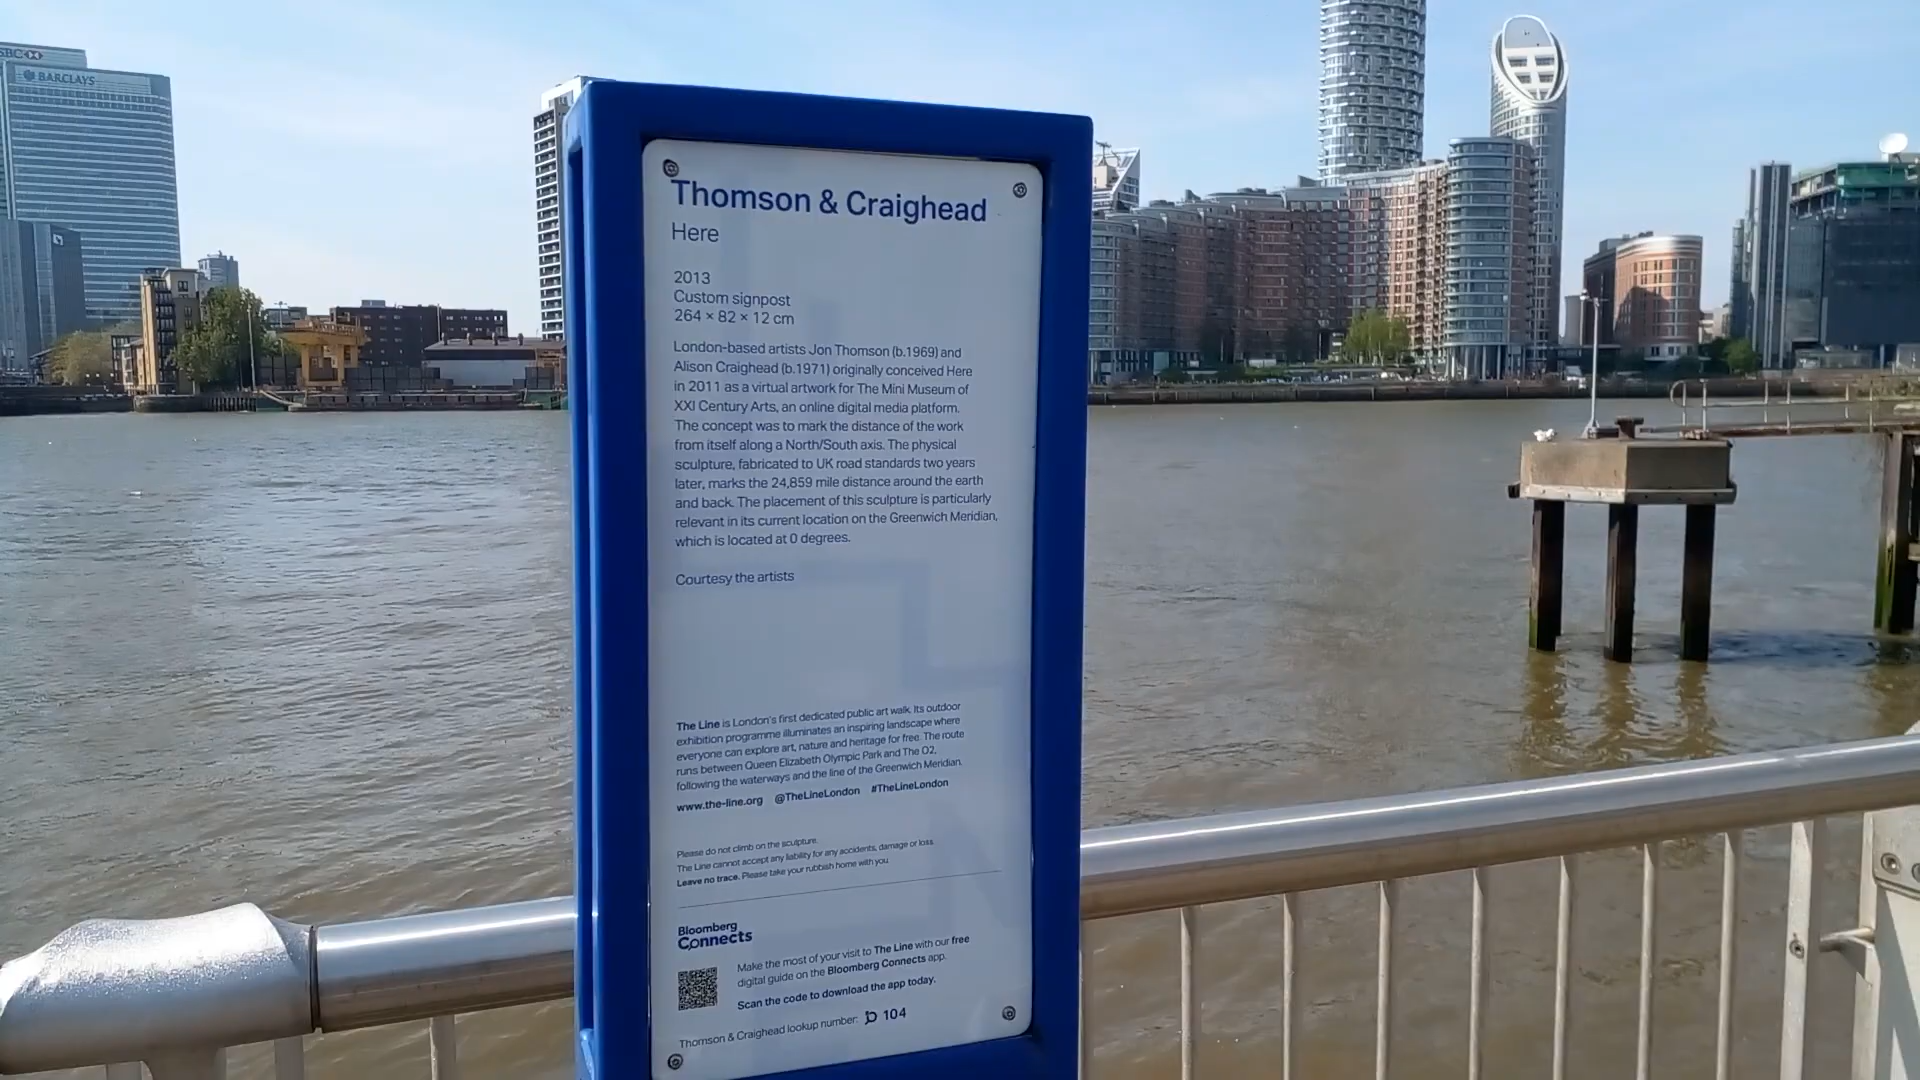 SBC
BARCLAYS
Thomson & Craighead
Here
2013
Custom signpost
264 × 82 × 12 cm
London-based artists Jon Thomson (b.1969) and
Alison Craighead (b.1971) originally conceived Here
in 2011 as a virtual artwork for The Mini Museum of
XXI Century Arts, an online digital media platform.
The concept was to mark the distance of the work
from itself along a North/South axis. The physical
sculpture, fabricated to UK road standards two years
later, marks the 24,859 mile distance around the earth
and back. The placement of this sculpture is particularly
relevant in its current location on the Greenwich Meridian,
which is located at 0 degrees.
Courtesy the artists
The Line is London's first dedicated public art walk. Its outdoor
exhibition programme illuminates an inspiring landscape where
everyone can explore art, nature and heritage for free. The route
runs between Queen Elizabeth Olympic Park and The O2,
following the waterways and the line of the Greenwich Meridian.
www.the-line.org @TheLineLondon #TheLineLondon
Please do not climb on the sculpture.
The Line cannot accept any liability for any accidents, damage or loss.
Leave no trace. Please take your rubbish home with you.
Bloomberg
Connects
Make the most of your visit to The Line with our free
digital guide on the Bloomberg Connects app.
Scan the code to download the app today.
Thomson & Craighead lookup number: 104